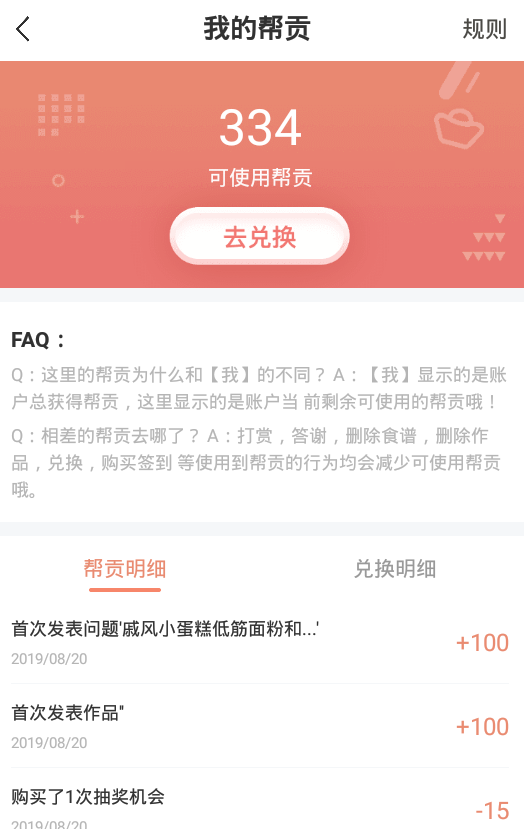 我的帮贡
规则
334
可使用帮贡
去兑换
FAQ：
Q：这里的帮贡为什么和【我】的不同？ A：【我】显示的是账
户总获得帮贡，这里显示的是账户当 前剩余可使用的帮贡哦！
Q：相差的帮贡去哪了？ A：打赏，答谢，删除食谱，删除作
品，兑换，购买签到 等使用到帮贡的行为均会减少可使用帮贡
哦。
帮贡明细
兑换明细
首次发表问题'戚风小蛋糕低筋面粉和...'
2019/08/20
+100
首次发表作品''
2019/08/20
+100
购买了1次抽奖机会
2019/08/20
-15